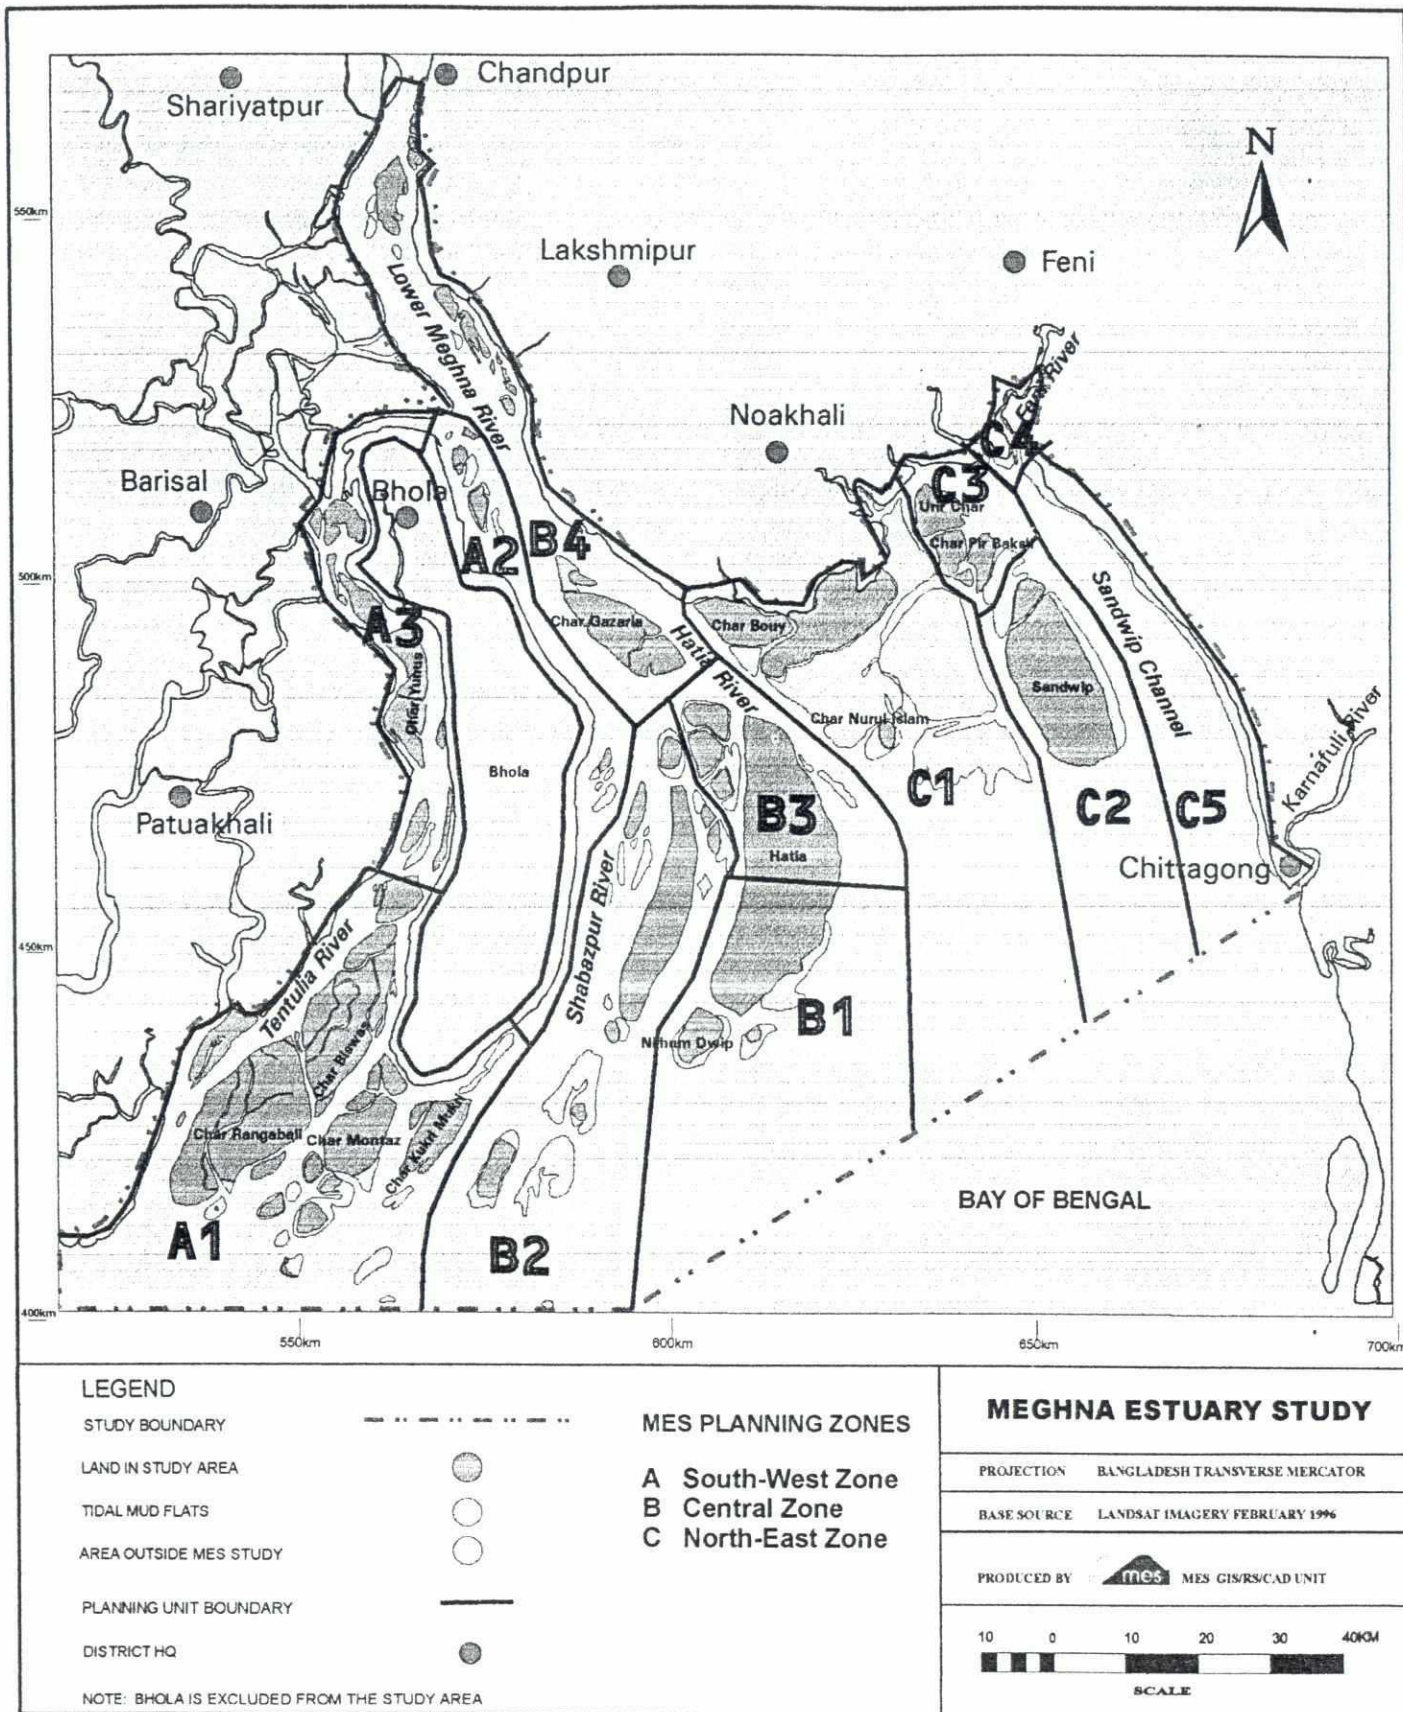 Chandpur
Shariyatpur
N
550km
Lakshmipur
Feni
Lower Meghna River
Feni River
Noakhali
C4
Barisal
Bhola
C3
Urir Char
Char Pir Baksh
A2
B4
500km
Sandwip Channel
A3
Char Gazaria
Char Bouy
Hatia River
Char Yunus
Sandwip
Char Nurul Islam
Karnafuli River
Bhola
C1
B3
C2
C5
Patuakhali
Hatia
Chittagong
450km
Tentulia River
Shabazpur River
B1
Nihum Dwip
Char Biswas
Char Rangabali
Char Montaz
Char Kukri Mukri
BAY OF BENGAL
A1
B2
400km
550km
600km
650km
700km
LEGEND
STUDY BOUNDARY
LAND IN STUDY AREA
TIDAL MUD FLATS
AREA OUTSIDE MES STUDY
PLANNING UNIT BOUNDARY
DISTRICT HQ
NOTE: BHOLA IS EXCLUDED FROM THE STUDY AREA
MES PLANNING ZONES
A South-West Zone
B Central Zone
C North-East Zone
MEGHNA ESTUARY STUDY
PROJECTION BANGLADESH TRANSVERSE MERCATOR
BASE SOURCE LANDSAT IMAGERY FEBRUARY 1996
PRODUCED BY mes MES GIS/RS/CAD UNIT
10 0 10 20 30 40KM
SCALE